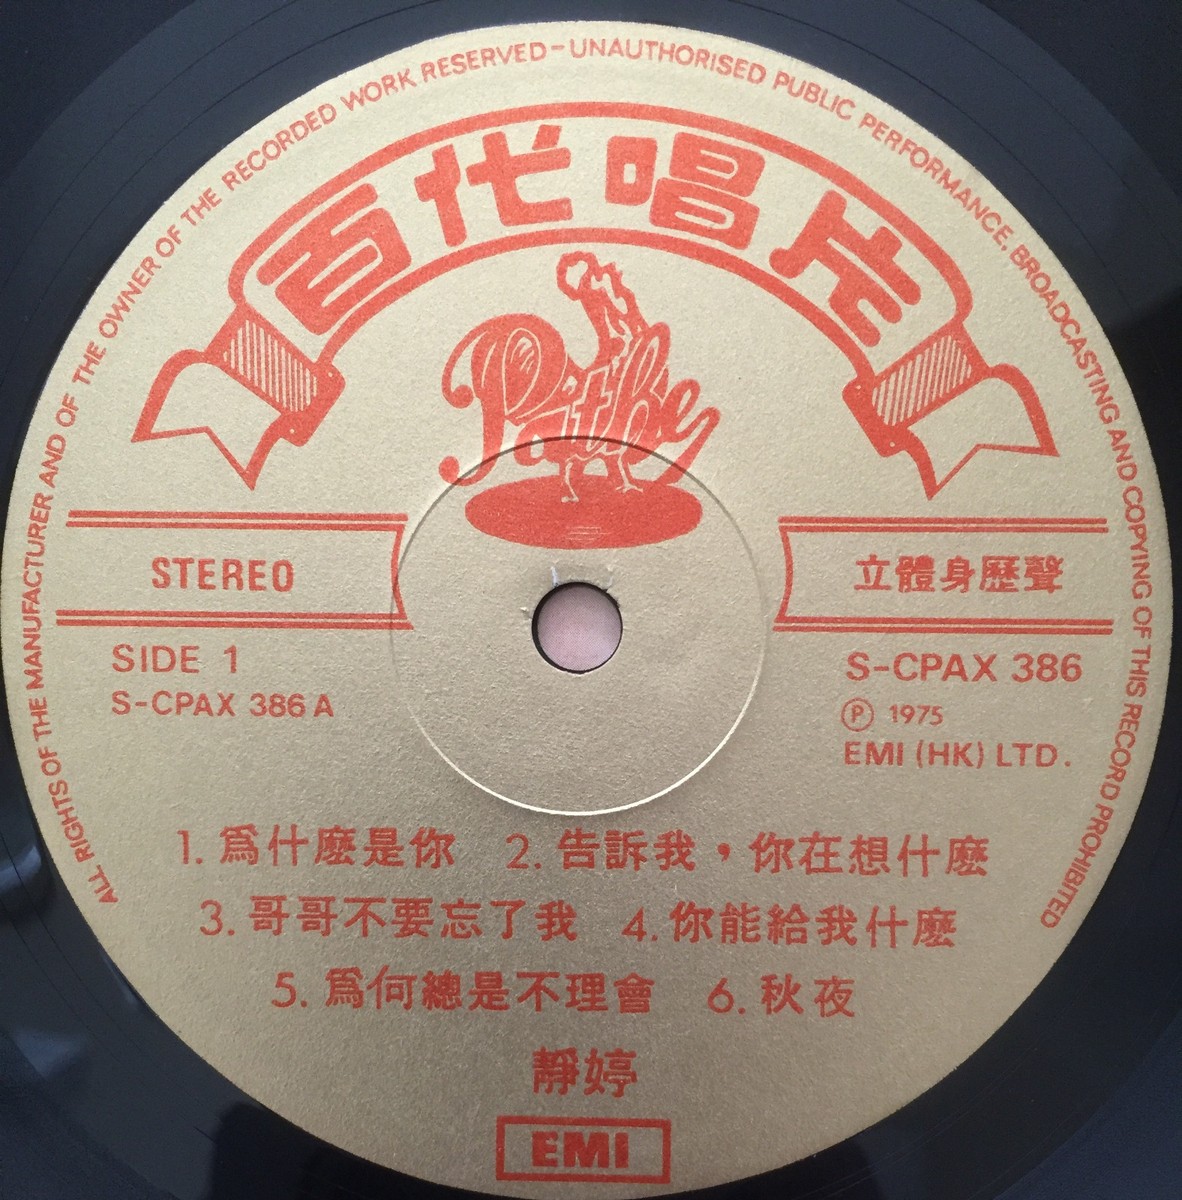 ALL RIGHTS OF THE MANUFACTURER AND OF THE OWNER OF THE RECORDED WORK RESERVED-UNAUTHORISED PUBLIC PERFORMANCE, BROADCASTING AND COPYING OF THIS RECORD PROHIBITED
百代唱片
Pathe
STEREO
立體身歷聲
SIDE 1
S-CPAX 386 A
S-CPAX 386
Ⓟ 1975
EMI (HK) LTD.
1. 爲什麽是你 2. 告訴我，你在想什麽
3. 哥哥不要忘了我 4. 你能給我什麽
5. 爲何總是不理會 6. 秋夜
靜婷
EMI